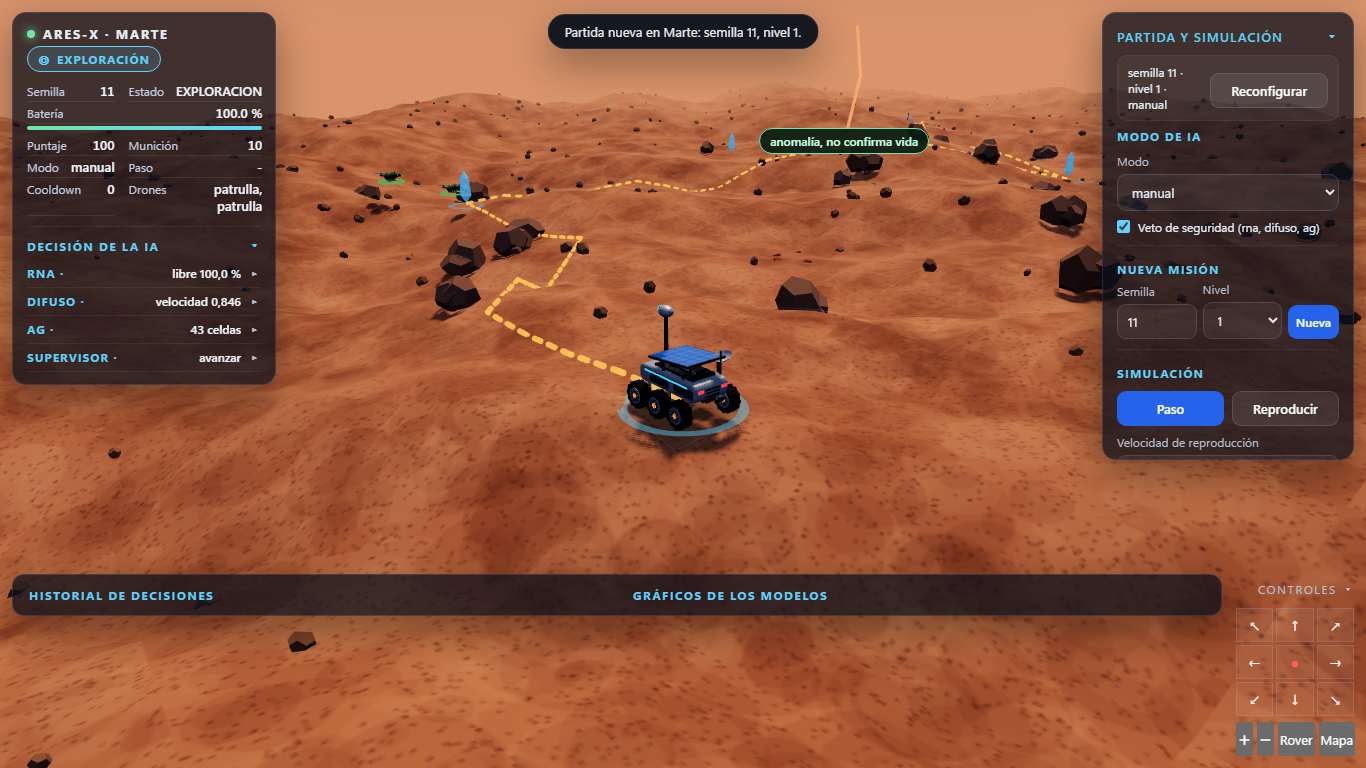 ARES-X · MARTE
EXPLORACIÓN
Semilla 11 Estado EXPLORACION
Batería 100.0 %
Puntaje 100 Munición 10
Modo manual Paso -
Cooldown 0 Drones patrulla,
patrulla
DECISIÓN DE LA IA
RNA · libre 100,0 %
DIFUSO · velocidad 0,846
AG · 43 celdas
SUPERVISOR · avanzar
Partida nueva en Marte: semilla 11, nivel 1.
anomalía, no confirma vida
PARTIDA Y SIMULACIÓN
semilla 11 ·
nivel 1 ·
manual
Reconfigurar
MODO DE IA
Modo
manual
Veto de seguridad (rna, difuso, ag)
NUEVA MISIÓN
Semilla Nivel
11 1 Nueva
SIMULACIÓN
Paso Reproducir
Velocidad de reproducción
HISTORIAL DE DECISIONES
GRÁFICOS DE LOS MODELOS
CONTROLES
↖ ↑ ↗
← → 
↙ ↓ ↘
+ − Rover Mapa